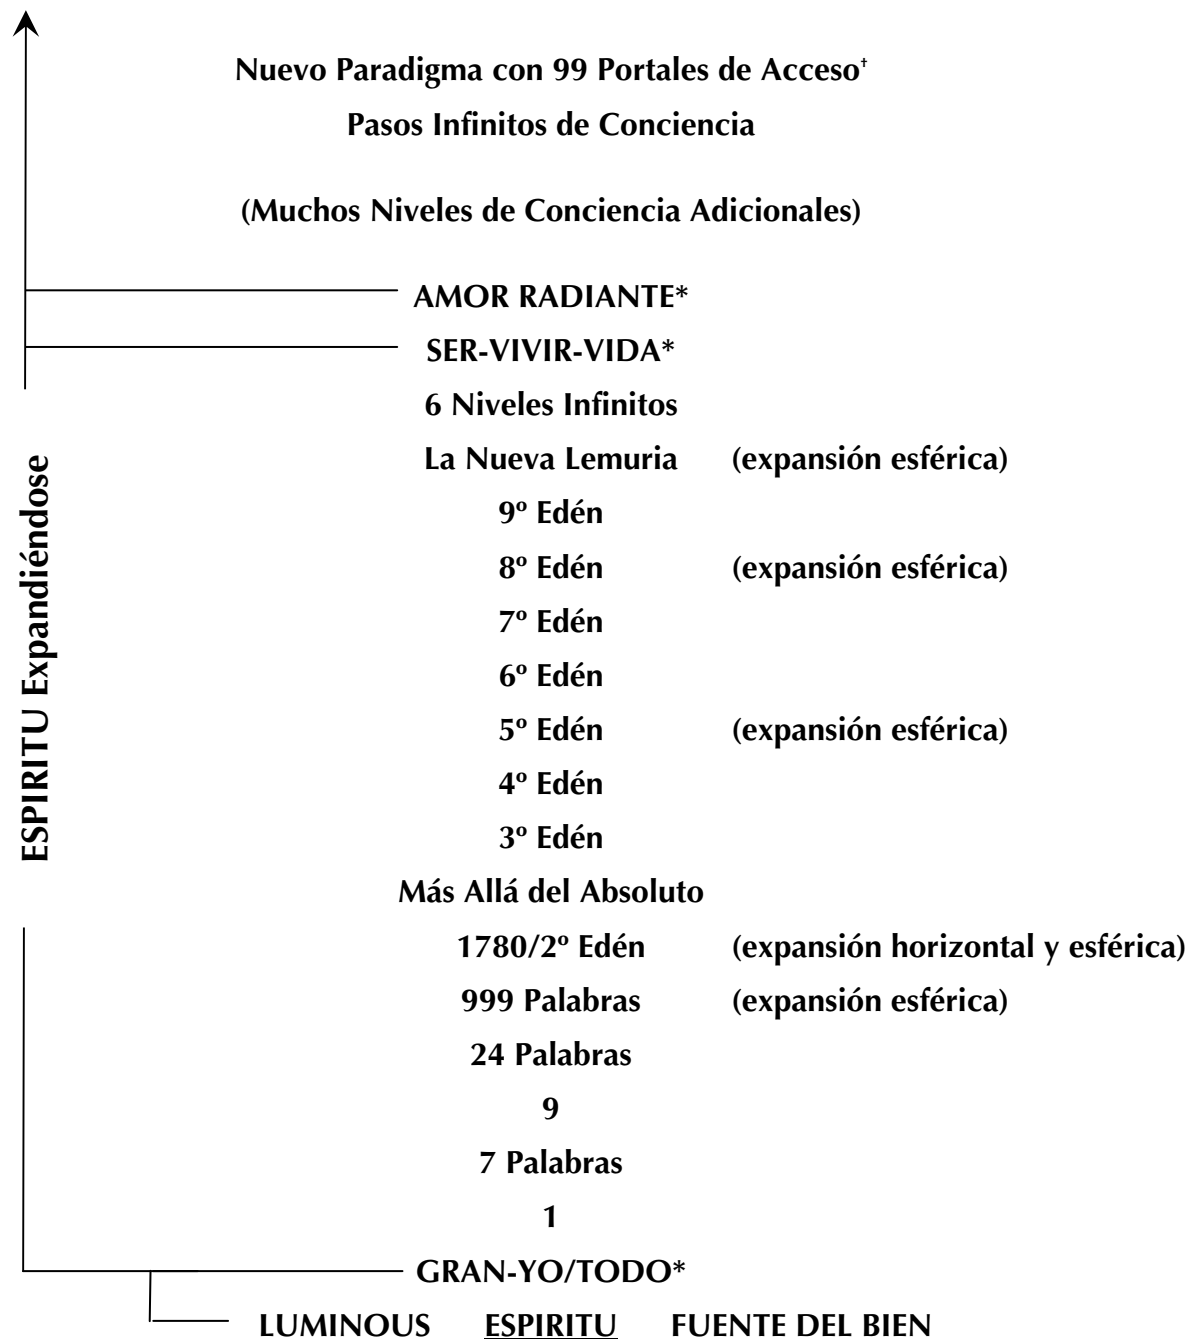 Nuevo Paradigma con 99 Portales de Acceso†
Pasos Infinitos de Conciencia
(Muchos Niveles de Conciencia Adicionales)
AMOR RADIANTE*
SER-VIVIR-VIDA*
6 Niveles Infinitos
La Nueva Lemuria (expansión esférica)
9º Edén
8º Edén (expansión esférica)
7º Edén
6º Edén
5º Edén (expansión esférica)
4º Edén
3º Edén
Más Allá del Absoluto
1780/2º Edén (expansión horizontal y esférica)
999 Palabras (expansión esférica)
24 Palabras
9
7 Palabras
1
GRAN-YO/TODO*
LUMINOUS ESPIRITU FUENTE DEL BIEN
ESPIRITU Expandiéndose